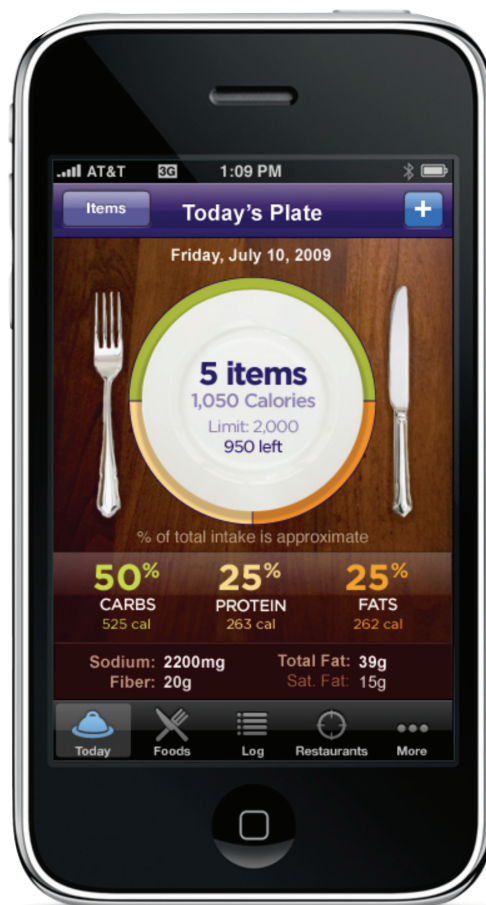 AT&T 3G 1:09 PM
Items Today's Plate +
Friday, July 10, 2009
5 items
1,050 Calories
Limit: 2,000
950 left
% of total intake is approximate
50% 25% 25%
CARBS PROTEIN FATS
525 cal 263 cal 262 cal
Sodium: 2200mg Total Fat: 39g
Fiber: 20g Sat. Fat: 15g
Today Foods Log Restaurants More